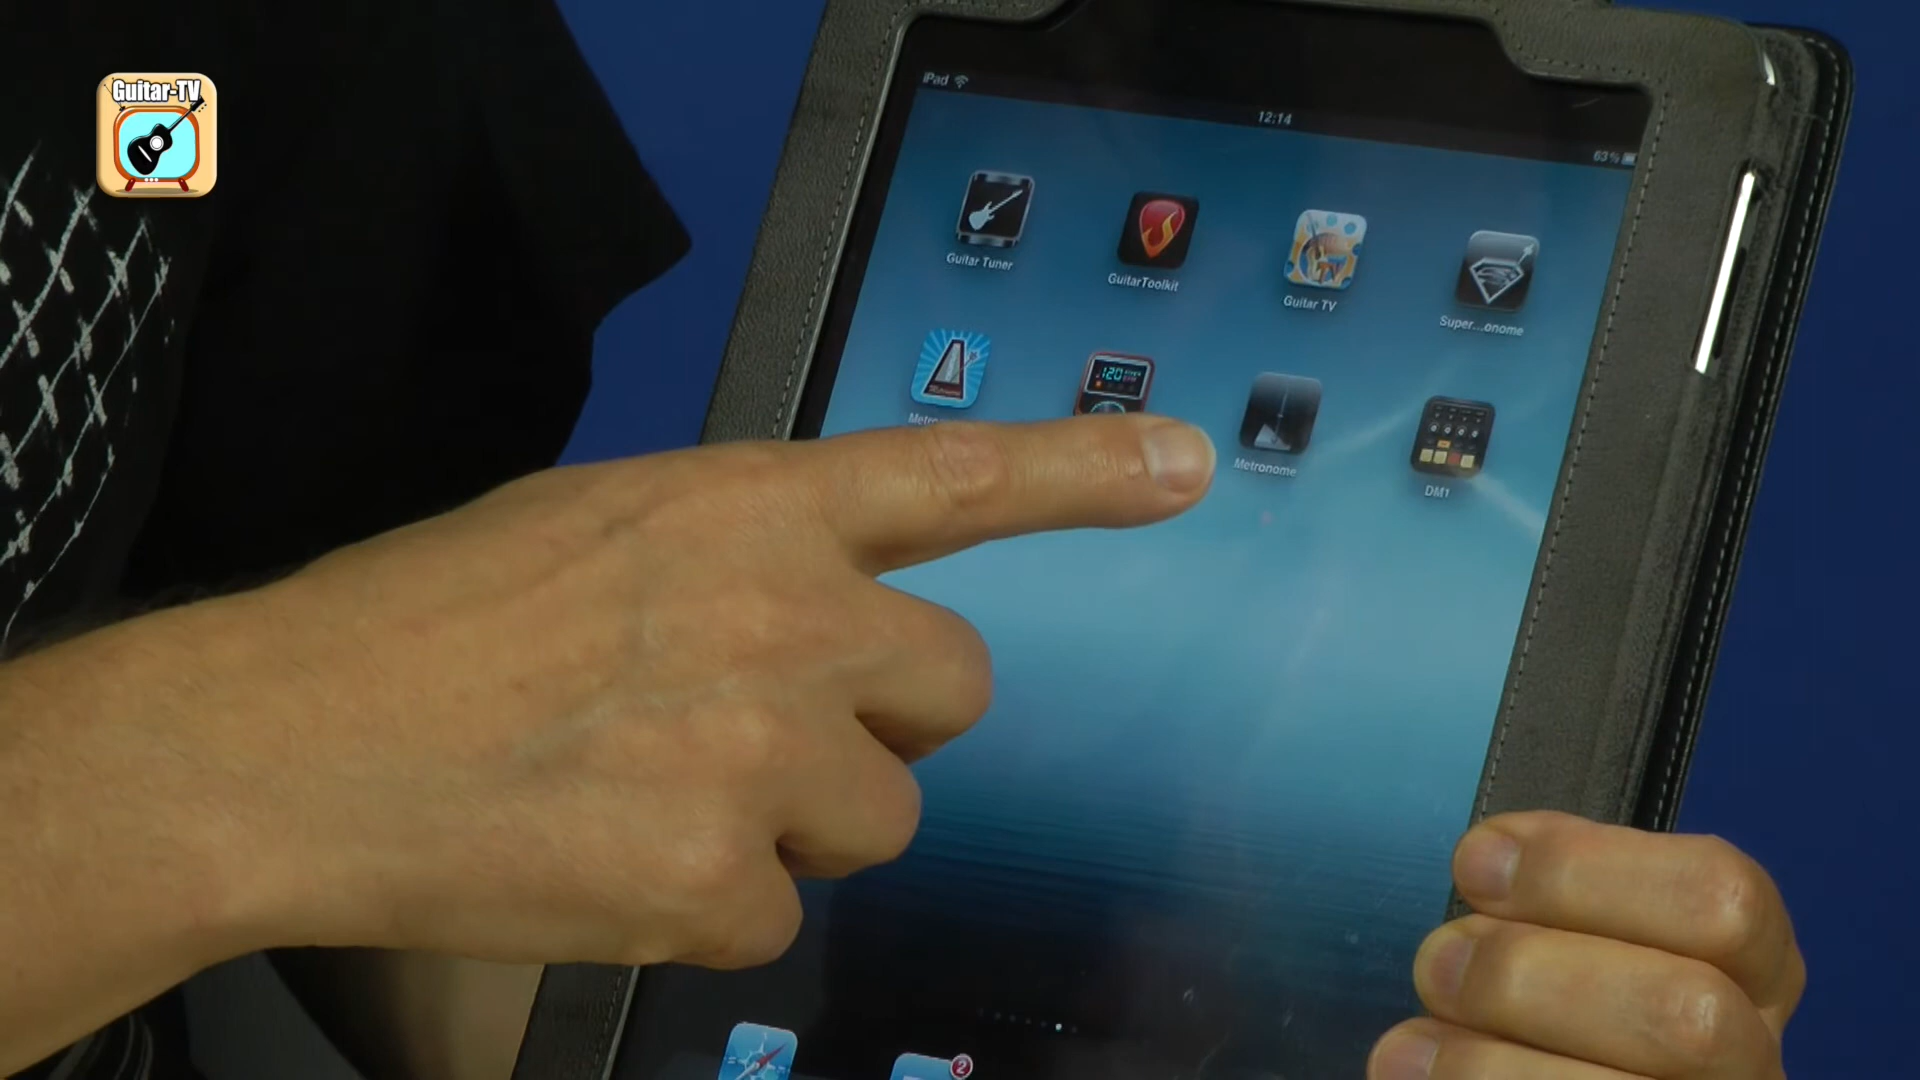 Guitar-TV
iPad
12:14
63%
Guitar Tuner
GuitarToolkit
Guitar TV
Super...onome
120
Metronome
DM1
2